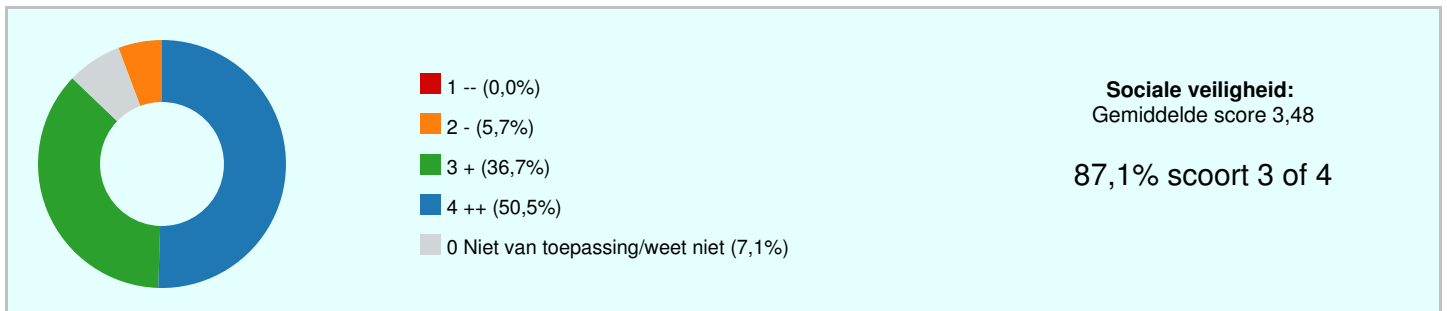 1 -- (0,0%)
2 - (5,7%)
3 + (36,7%)
4 ++ (50,5%)
0 Niet van toepassing/weet niet (7,1%)
Sociale veiligheid:
Gemiddelde score 3,48
87,1% scoort 3 of 4